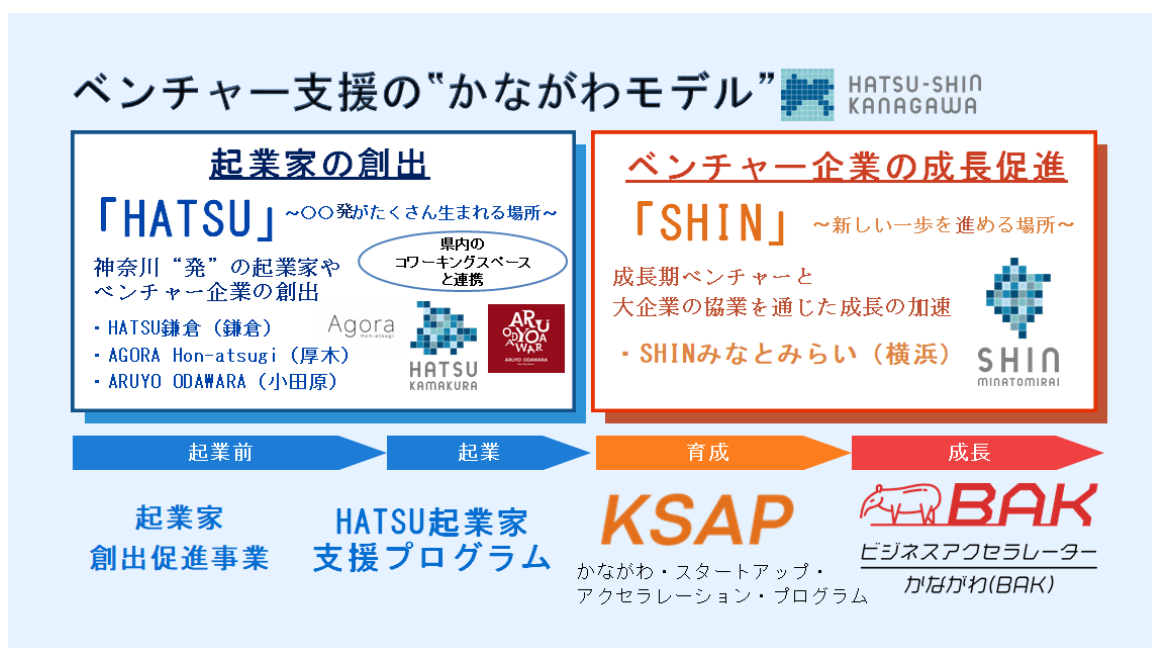 ベンチャー支援の“かながわモデル”
HATSU-SHIN
KANAGAWA
起業家の創出
「HATSU」 ～〇〇発がたくさん生まれる場所～
県内の
コワーキングスペース
と連携
神奈川“発”の起業家や
ベンチャー企業の創出
・HATSU鎌倉（鎌倉）
・AGORA Hon-atsugi（厚木）
・ARUYO ODAWARA（小田原）
Agora
Hon-atsugi
HATSU
KAMAKURA
ARUYO
ODAWARA
ARUYO ODAWARA
ベンチャー企業の成長促進
「SHIN」 ～新しい一歩を進める場所～
成長期ベンチャーと
大企業の協業を通じた成長の加速
・SHINみなとみらい（横浜）
SHIN
MINATOMIRAI
起業前
起業
育成
成長
起業家
創出促進事業
HATSU起業家
支援プログラム
KSAP
かながわ・スタートアップ・
アクセラレーション・プログラム
BAK
ビジネスアクセラレーター
かながわ(BAK)